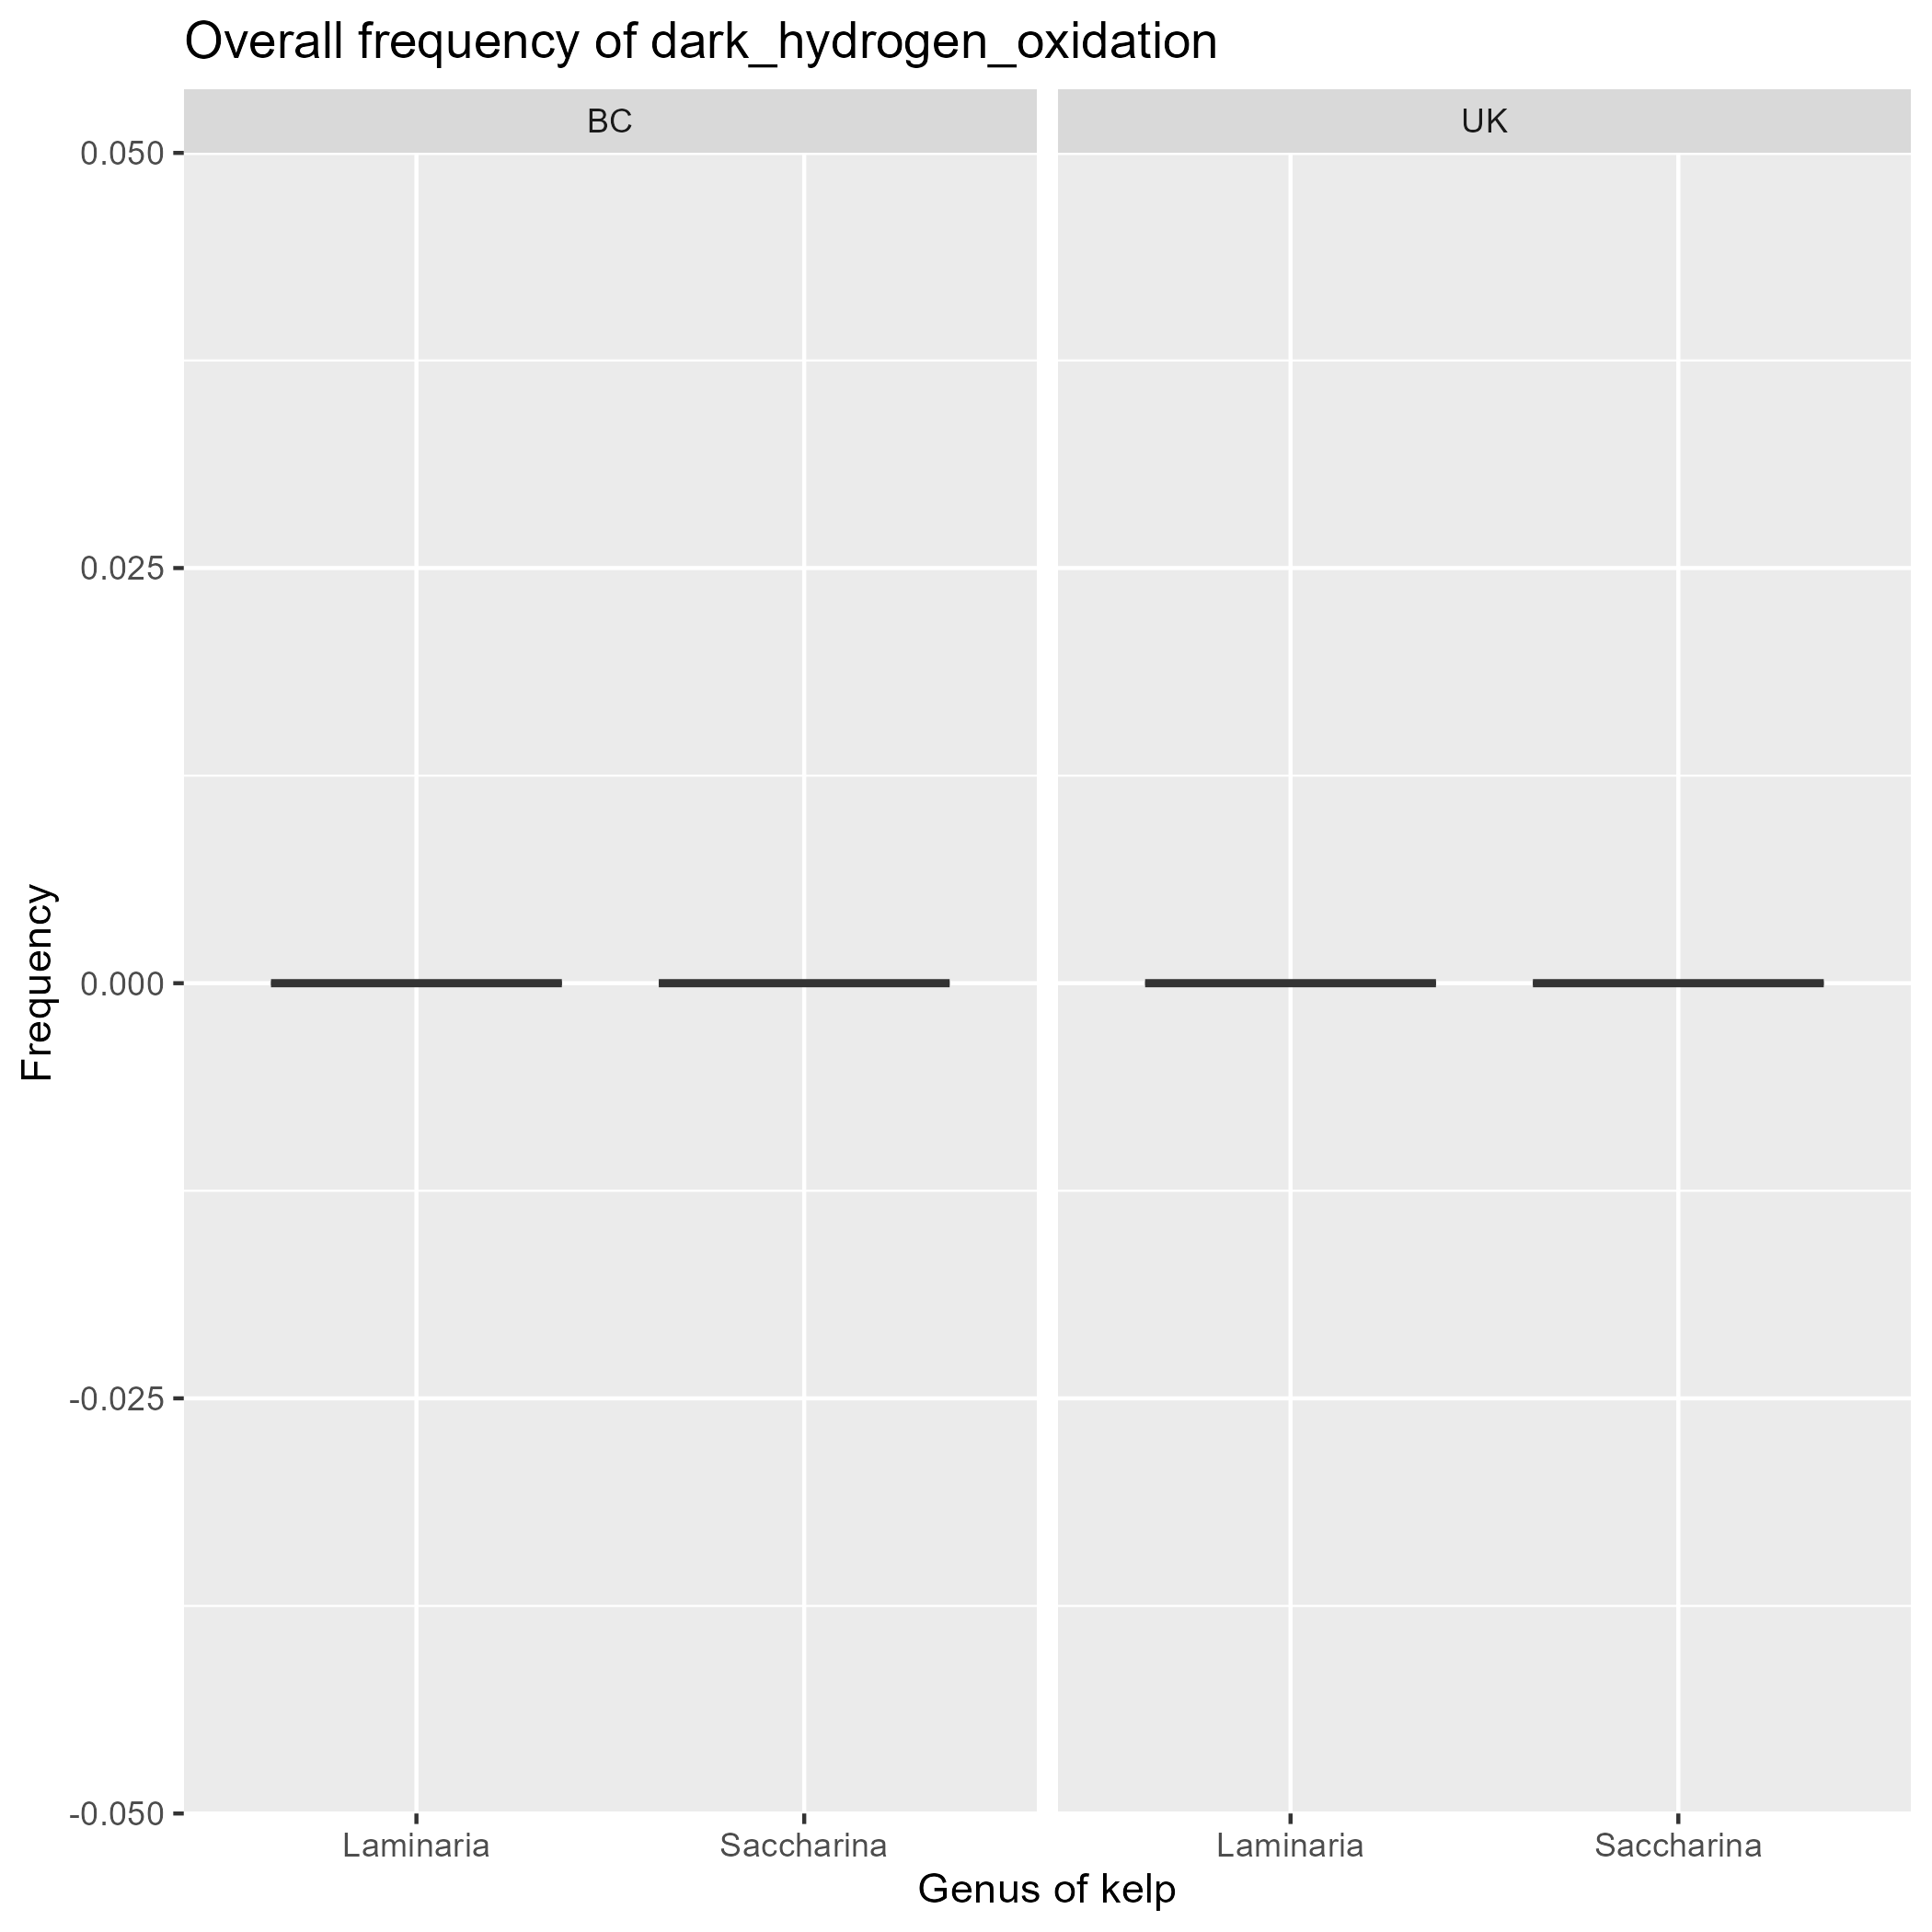 Overall frequency of dark_hydrogen_oxidation
BC
UK
0.050
0.025
0.000
-0.025
-0.050
Frequency
Laminaria
Saccharina
Laminaria
Saccharina
Genus of kelp